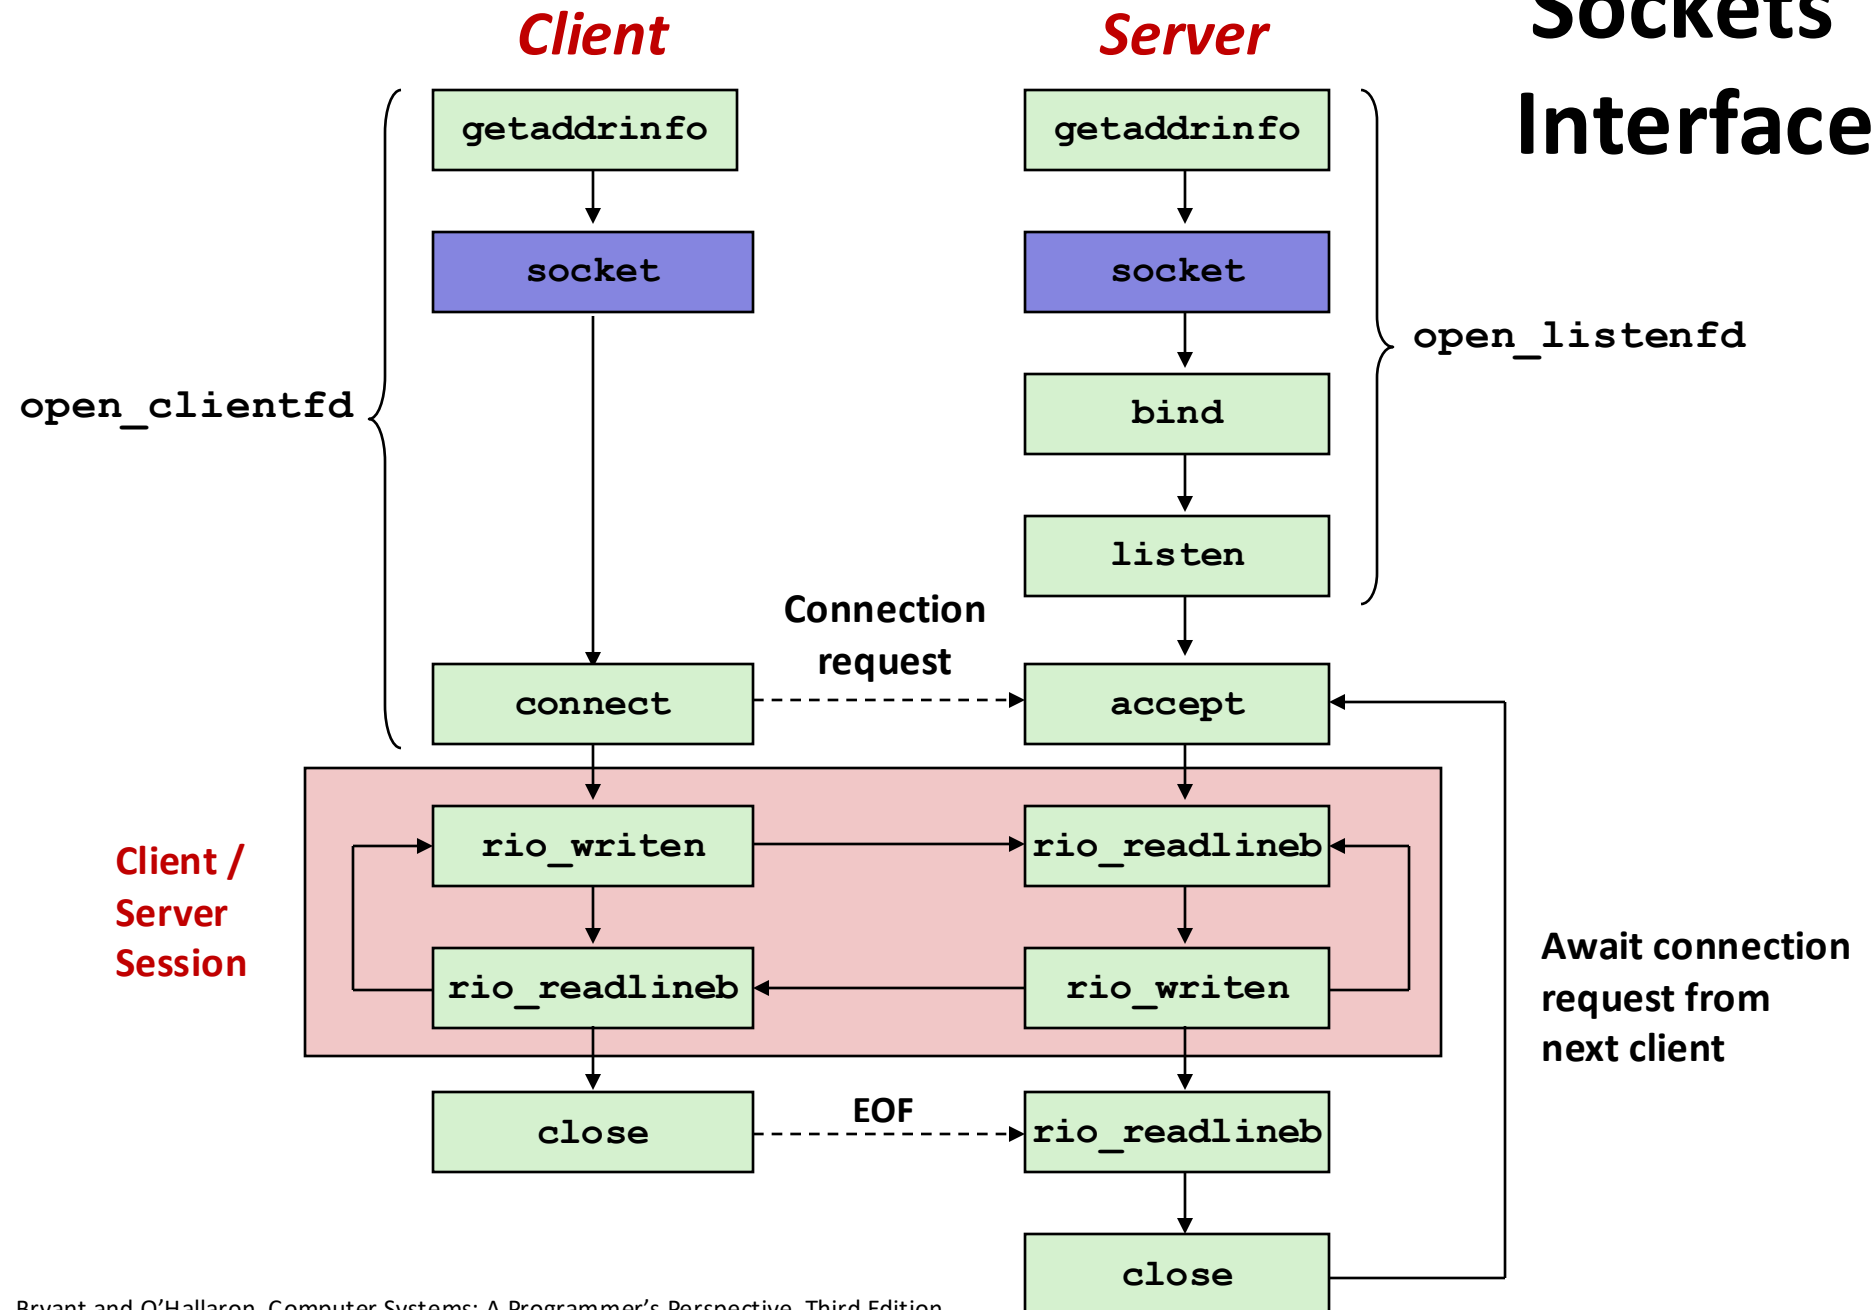 Client
Server
Sockets
Interface
getaddrinfo
getaddrinfo
socket
socket
open_listenfd
open_clientfd
bind
listen
Connection
request
connect
accept
Client /
Server
Session
rio_writen
rio_readlineb
rio_readlineb
rio_writen
Await connection
request from
next client
close
EOF
rio_readlineb
close
Bryant and O'Hallaron, Computer Systems: A Programmer's Perspective, Third Edition